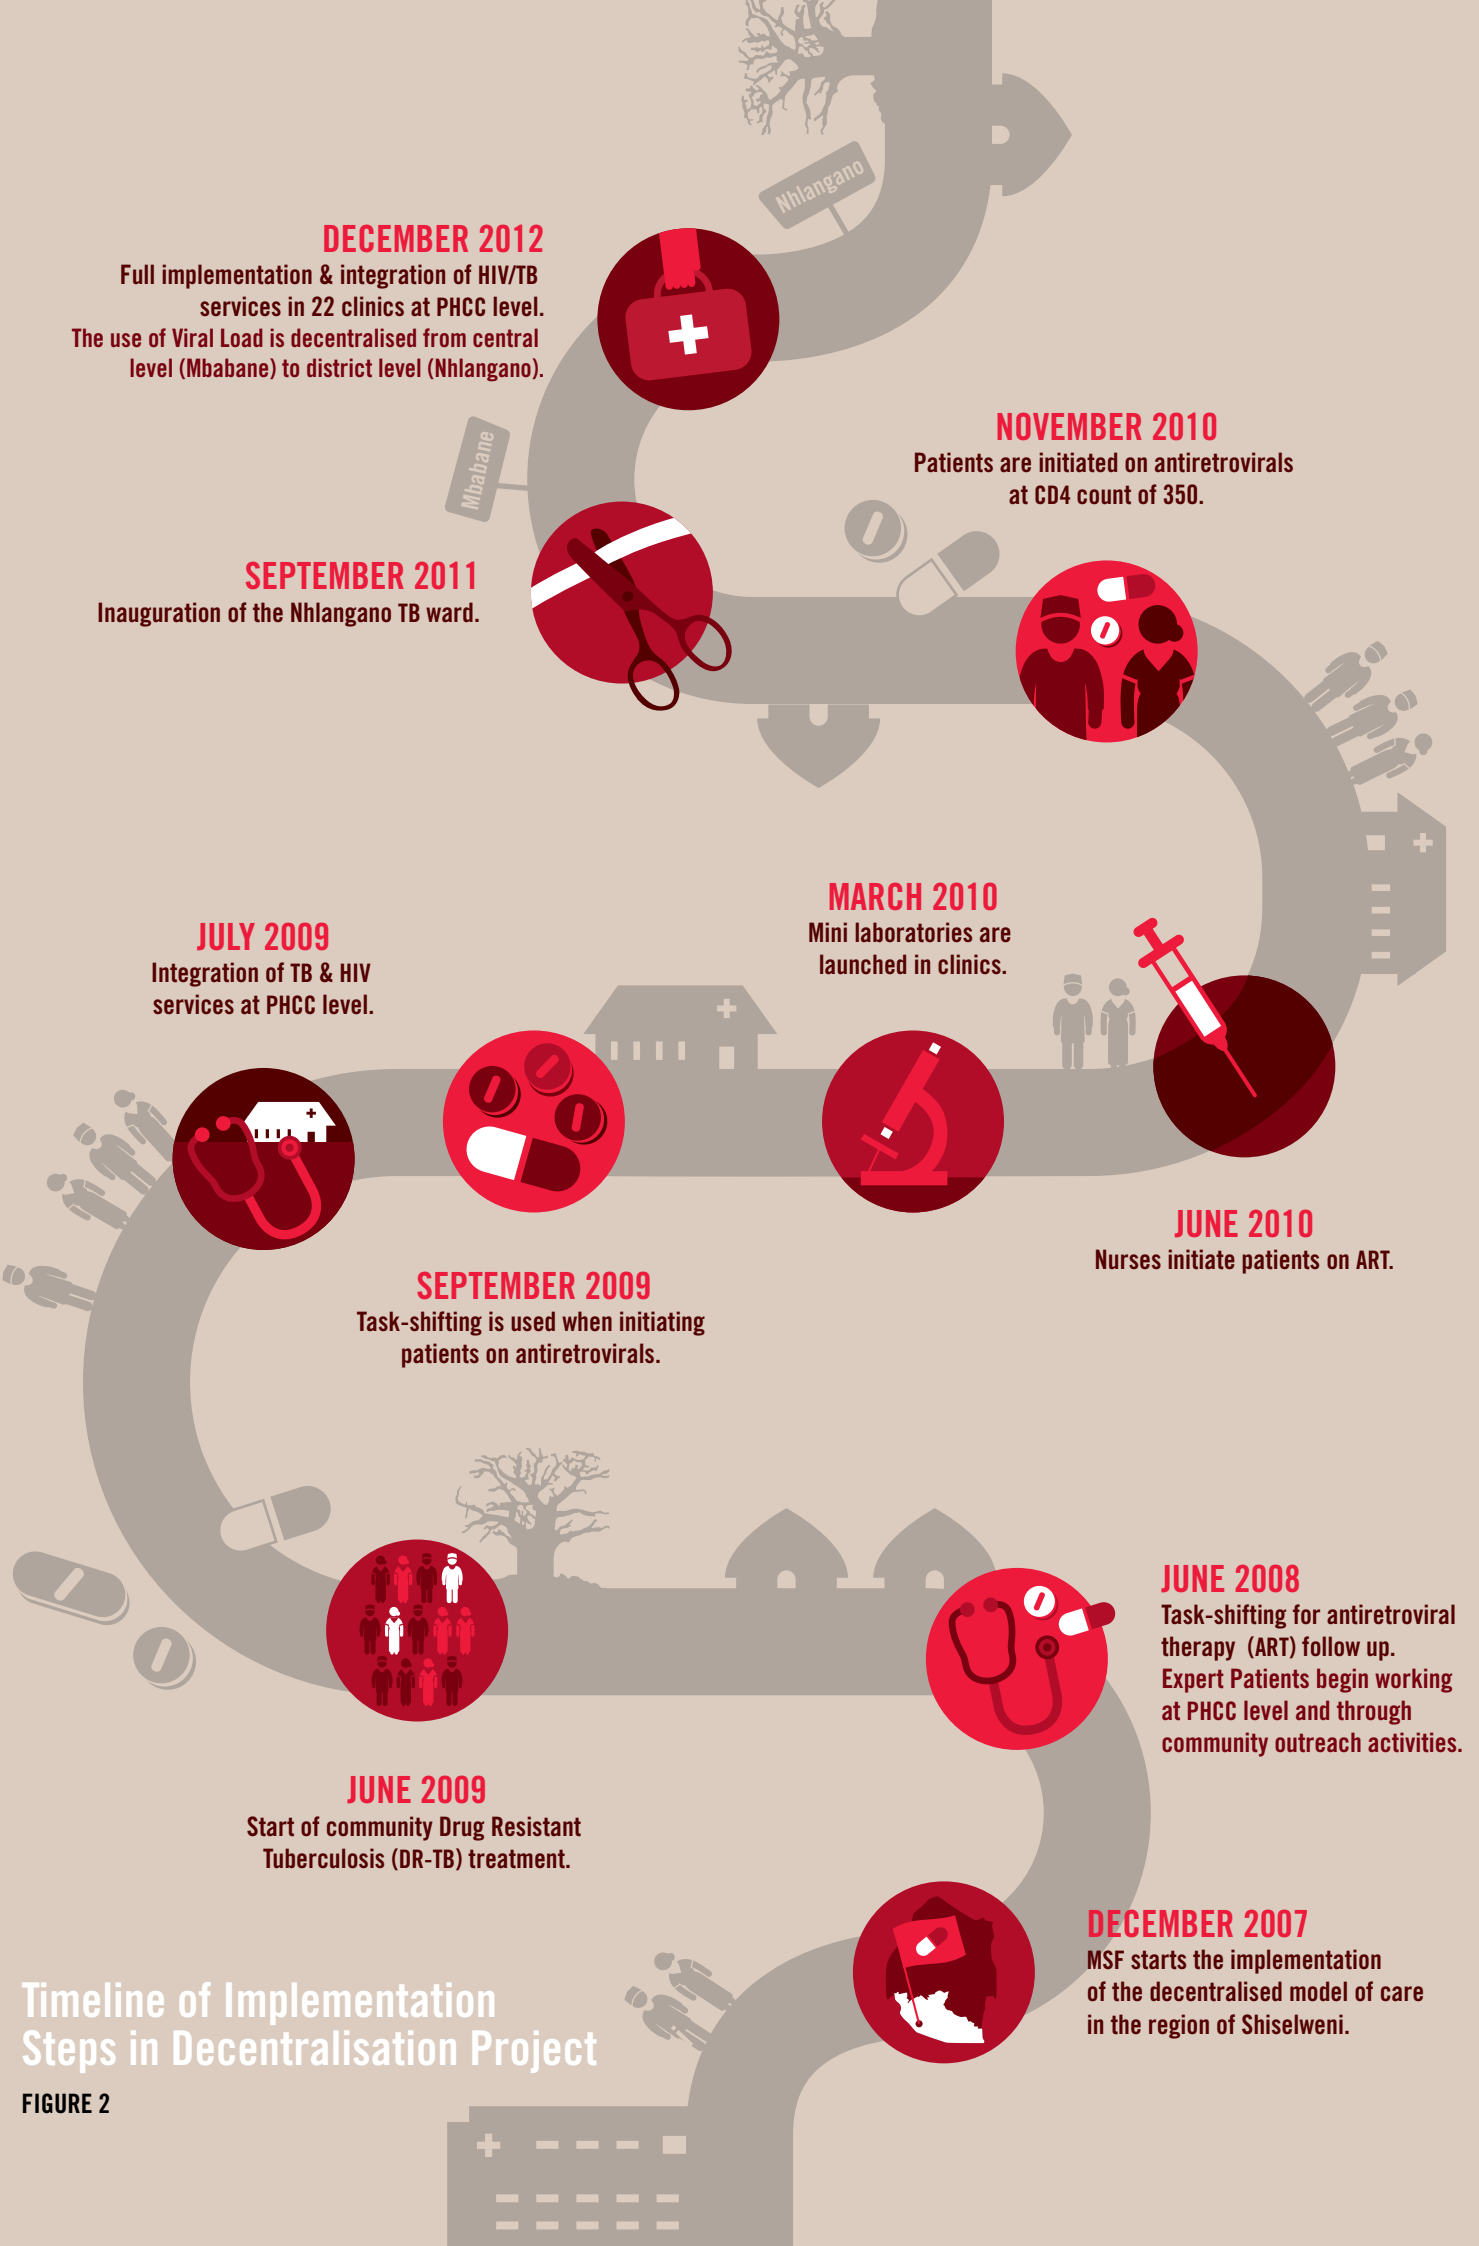 Nhlangano
DECEMBER 2012
Full implementation & integration of HIV/TB
services in 22 clinics at PHCC level.
The use of Viral Load is decentralised from central
level (Mbabane) to district level (Nhlangano).
NOVEMBER 2010
Patients are initiated on antiretrovirals
at CD4 count of 350.
Mbabane
SEPTEMBER 2011
Inauguration of the Nhlangano TB ward.
MARCH 2010
Mini laboratories are
launched in clinics.
JULY 2009
Integration of TB & HIV
services at PHCC level.
JUNE 2010
Nurses initiate patients on ART.
SEPTEMBER 2009
Task-shifting is used when initiating
patients on antiretrovirals.
JUNE 2008
Task-shifting for antiretroviral
therapy (ART) follow up.
Expert Patients begin working
at PHCC level and through
community outreach activities.
JUNE 2009
Start of community Drug Resistant
Tuberculosis (DR-TB) treatment.
DECEMBER 2007
MSF starts the implementation
of the decentralised model of care
in the region of Shiselweni.
Timeline of Implementation
Steps in Decentralisation Project
FIGURE 2